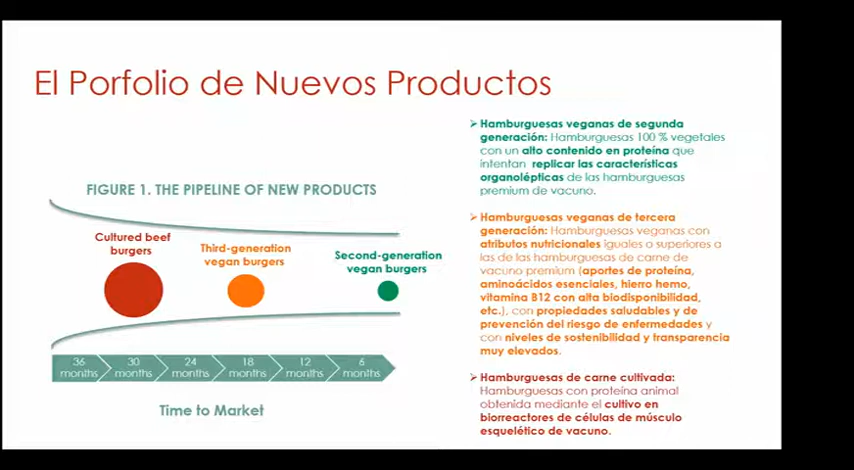 El Porfolio de Nuevos Productos
FIGURE 1. THE PIPELINE OF NEW PRODUCTS
Cultured beef
burgers
Third-generation
vegan burgers
Second-generation
vegan burgers
36
months
30
months
24
months
18
months
12
months
6
months
Time to Market
➢ Hamburguesas veganas de segunda
generación: Hamburguesas 100 % vegetales
con un alto contenido en proteína que
intentan replicar las características
organolépticas de las hamburguesas
premium de vacuno.
➢ Hamburguesas veganas de tercera
generación: Hamburguesas veganas con
atributos nutricionales iguales o superiores a
las de las hamburguesas de carne de
vacuno premium (aportes de proteína,
aminoácidos esenciales, hierro hemo,
vitamina B12 con alta biodisponibilidad,
etc.), con propiedades saludables y de
prevención del riesgo de enfermedades y
con niveles de sostenibilidad y transparencia
muy elevados.
➢ Hamburguesas de carne cultivada:
Hamburguesas con proteína animal
obtenida mediante el cultivo en
biorreactores de células de músculo
esquelético de vacuno.